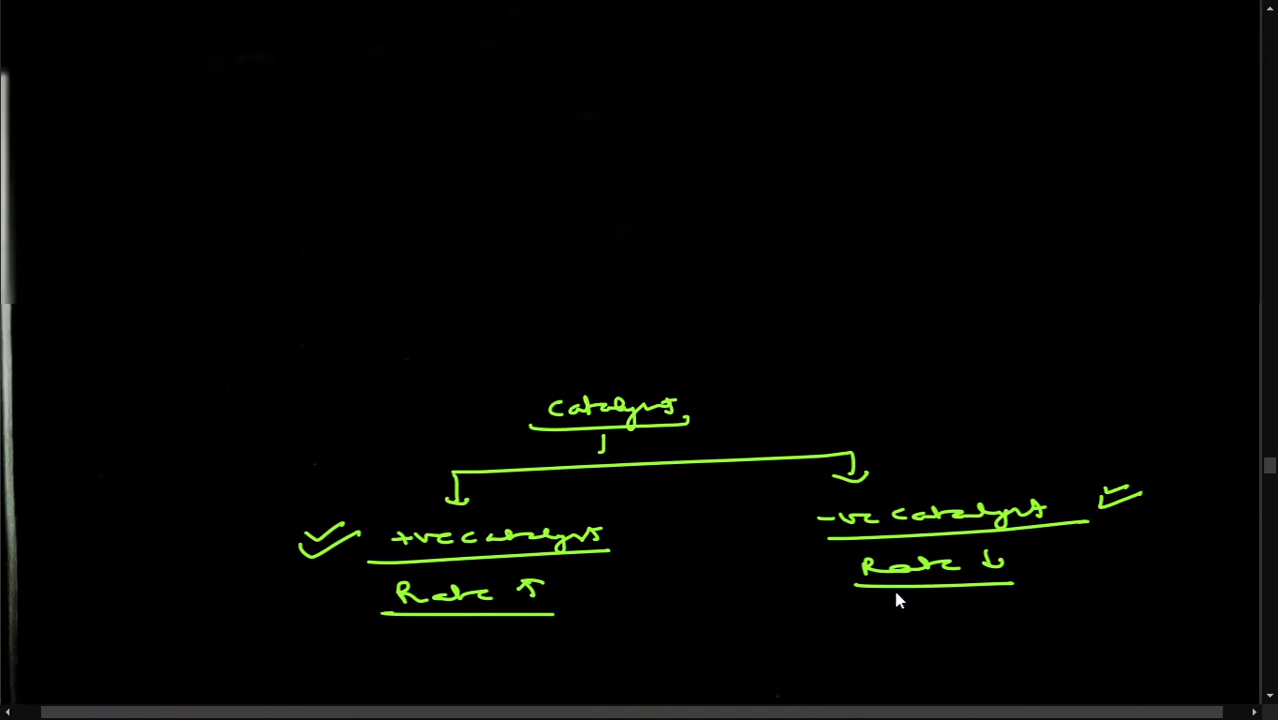 Catalyst
+ve catalyst
-ve catalyst
Rate ↑
Rate ↓